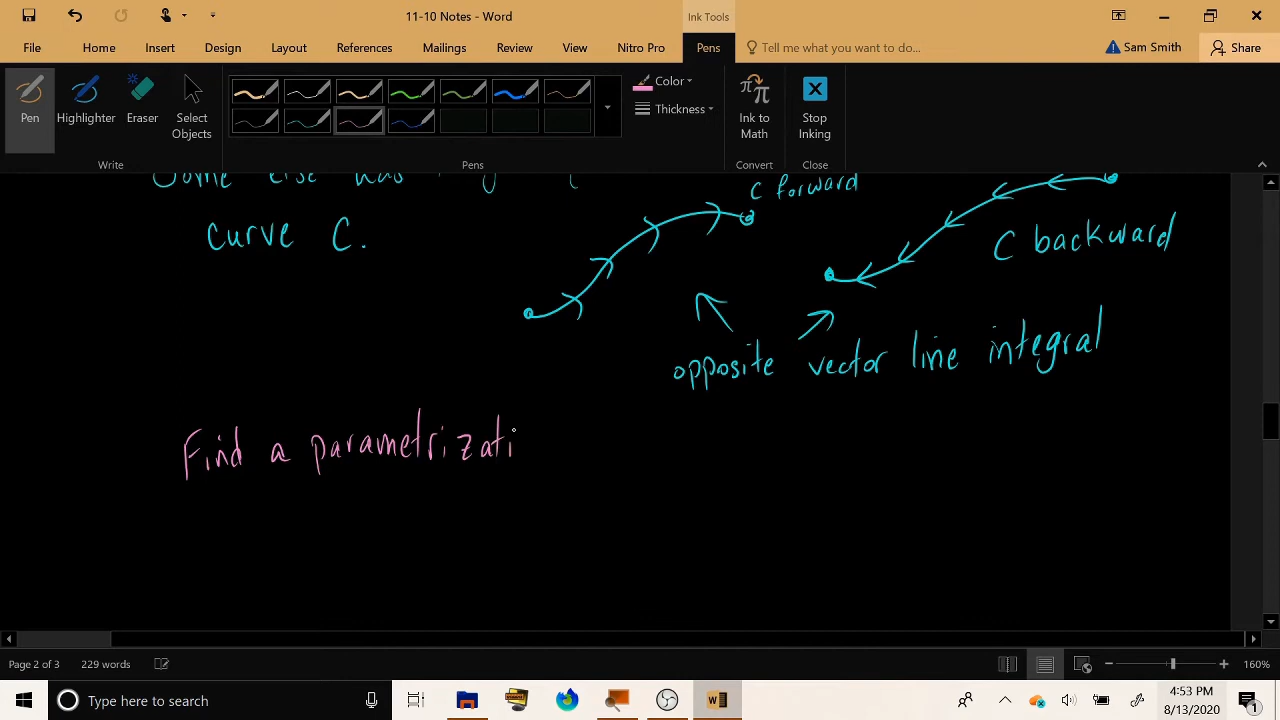 11-10 Notes - Word
Ink Tools
File Home Insert Design Layout References Mailings Review View Nitro Pro Pens Tell me what you want to do... Sam Smith Share
Pen Highlighter Eraser Select Objects
Color
Thickness
Ink to Math
Stop Inking
Write Pens Convert Close
C forward
curve C.
C backward
opposite vector line integral
Find a parametrizati
Page 2 of 3 229 words 160%
Type here to search
4:53 PM
8/13/2020
1